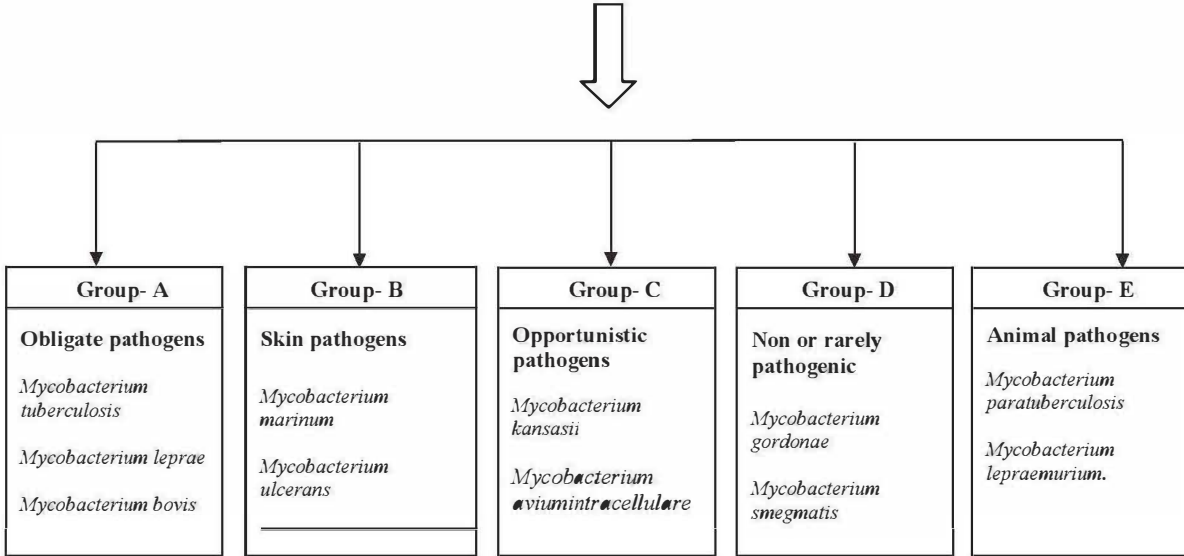 Group- A
Obligate pathogens
Mycobacterium
tuberculosis
Mycobacterium leprae
Mycobacterium bovis
Group- B
Skin pathogens
Mycobacterium
marinum
Mycobacterium
ulcerans
Group- C
Opportunistic
pathogens
Mycobacterium
kansasii
Mycobacterium
aviumintracellulare
Group- D
Non or rarely
pathogenic
Mycobacterium
gordonae
Mycobacterium
smegmatis
Group- E
Animal pathogens
Mycobacterium
paratuberculosis
Mycobacterium
lepraemurium.